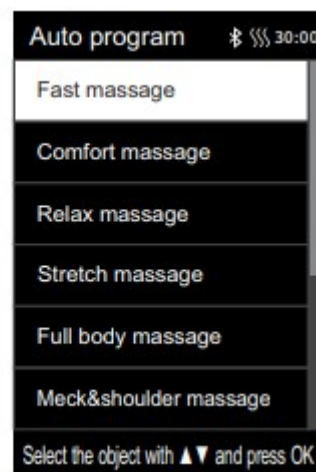 Auto program 30:00
Fast massage
Comfort massage
Relax massage
Stretch massage
Full body massage
Meck&shoulder massage
Select the object with ▲▼ and press OK